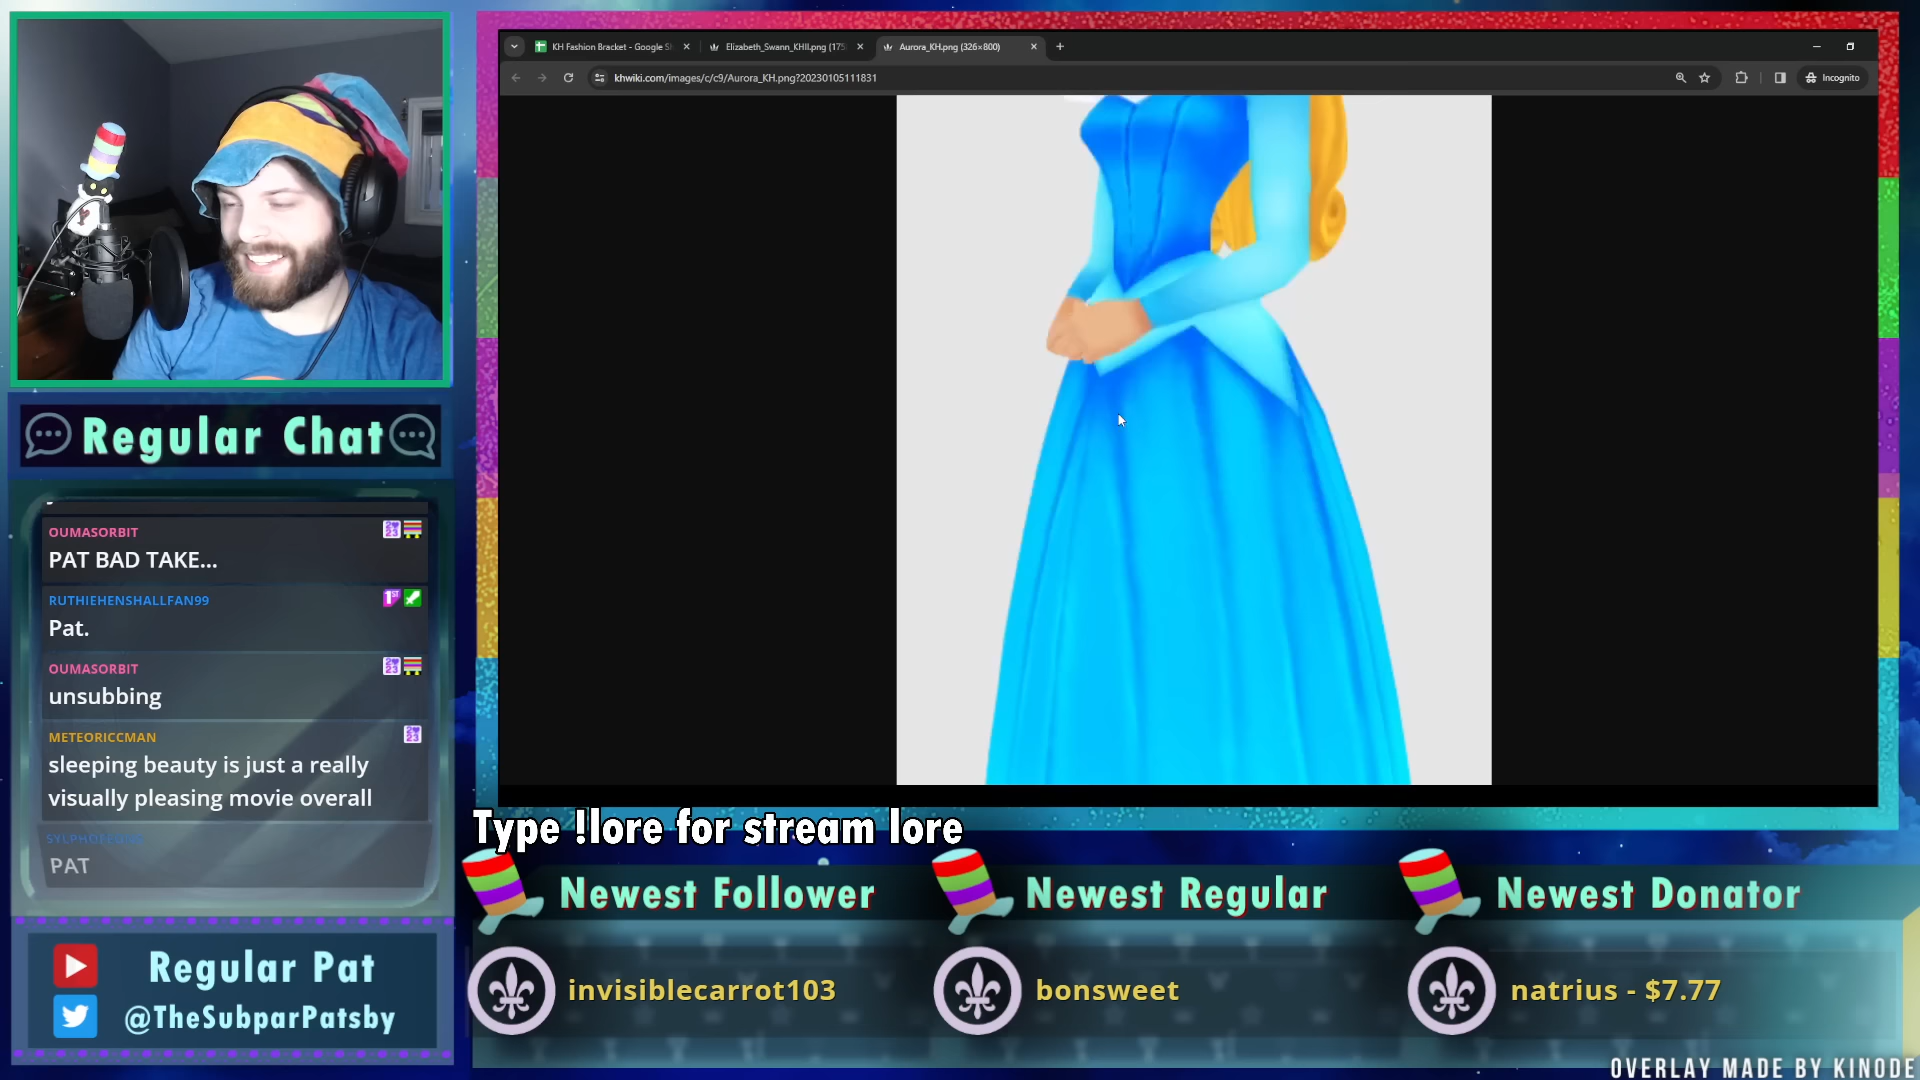 KH Fashion Bracket - Google S
Elizabeth_Swann_KHII.png (175
Aurora_KH.png (326×800)
khwiki.com/images/c/c9/Aurora_KH.png?20230105111831
Incognito
Regular Chat
OUMASORBIT
PAT BAD TAKE...
RUTHIEHENSHALLFAN99
Pat.
OUMASORBIT
unsubbing
METEORICCMAN
sleeping beauty is just a really
visually pleasing movie overall
PAT
Regular Pat
@TheSubparPatsby
Type !lore for stream lore
Newest Follower
invisiblecarrot103
Newest Regular
bonsweet
Newest Donator
natrius - $7.77
OVERLAY MADE BY KINODE